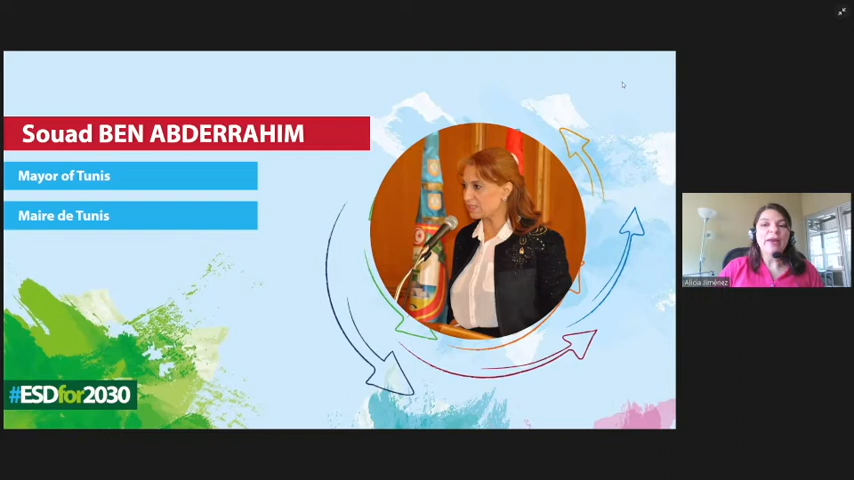 Souad BEN ABDERRAHIM
Mayor of Tunis
Maire de Tunis
#ESDfor2030
Alicia Jiménez